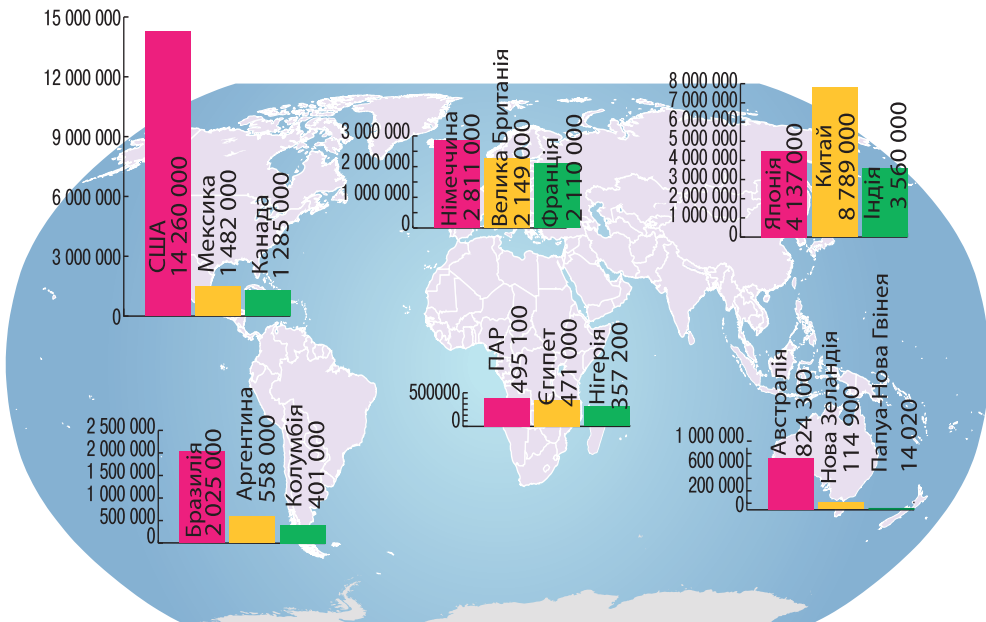 15 000 000
12 000 000
9 000 000
6 000 000
3 000 000
0
США
14 260 000
Мексика
1 482 000
Канада
1 285 000
3 000 000
2 000 000
1 000 000
0
Німеччина
2 811 000
Велика Британія
2 149 000
Франція
2 110 000
8 000 000
7 000 000
6 000 000
5 000 000
4 000 000
3 000 000
2 000 000
1 000 000
0
Японія
4 137 000
Китай
8 789 000
Індія
3 560 000
500000
0
ПАР
495 100
Єгипет
471 000
Нігерія
357 200
2 500 000
2 000 000
1 500 000
1 000 000
500 000
0
Бразилія
2 025 000
Аргентина
558 000
Колумбія
401 000
1 000 000
600 000
200 000
0
Австралія
824 300
Нова Зеландія
114 900
Папуа-Нова Гвінея
14 020